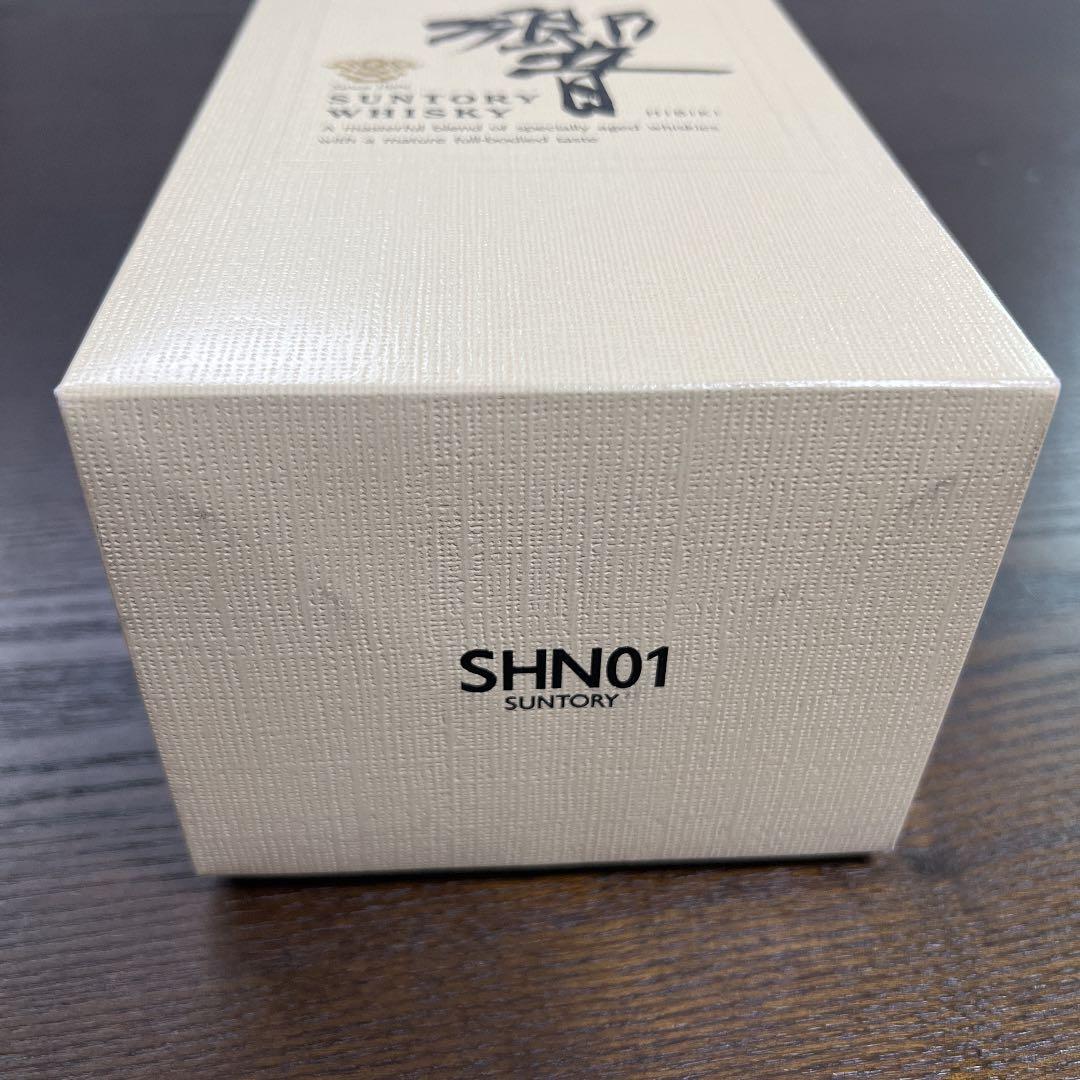 響
SUNTORY
WHISKY HIBIKI
A masterful blend of specially aged whiskies
with a mature full-bodied taste
SHN01
SUNTORY